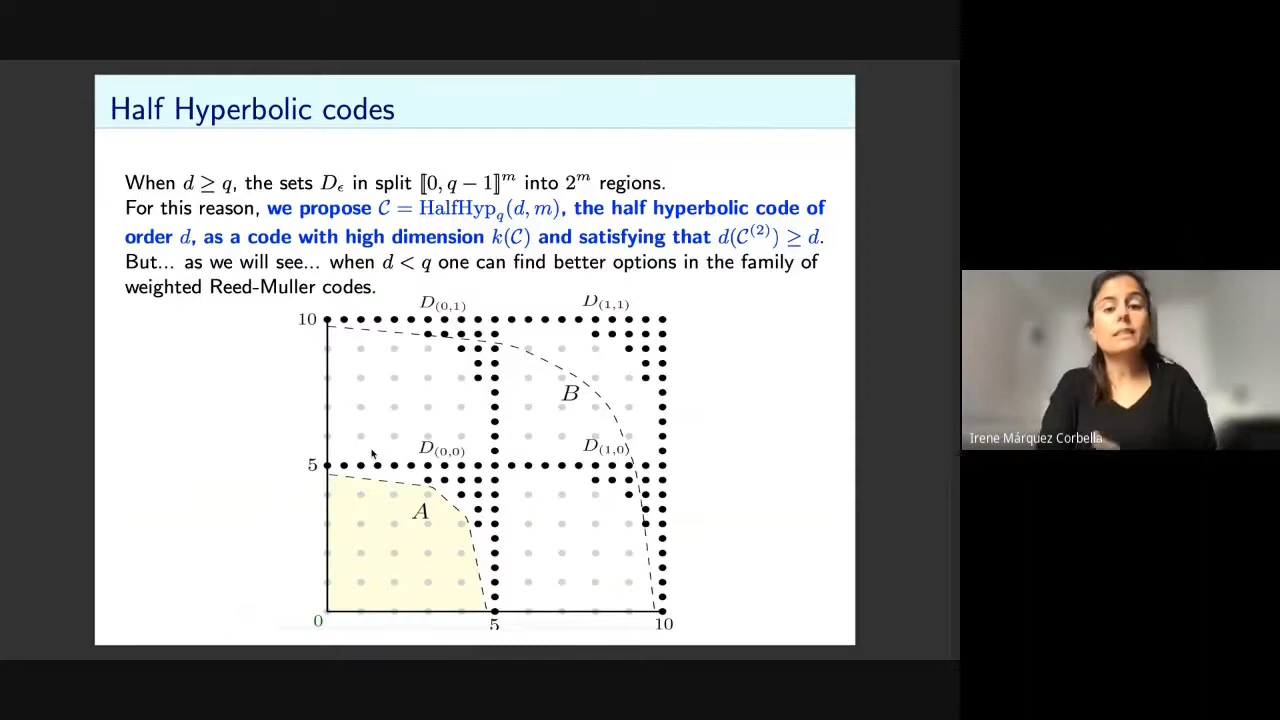 Half Hyperbolic codes
When d ≥ q, the sets D_ϵ in split ⟦0, q − 1⟧^m into 2^m regions.
For this reason, we propose 𝒞 = HalfHyp_q(d, m), the half hyperbolic code of
order d, as a code with high dimension k(𝒞) and satisfying that d(𝒞^(2)) ≥ d.
But... as we will see... when d < q one can find better options in the family of
weighted Reed-Muller codes.
D_(0,1) D_(1,1)
10
B
D_(0,0) D_(1,0)
5
A
0 5 10
Irene Márquez Corbella